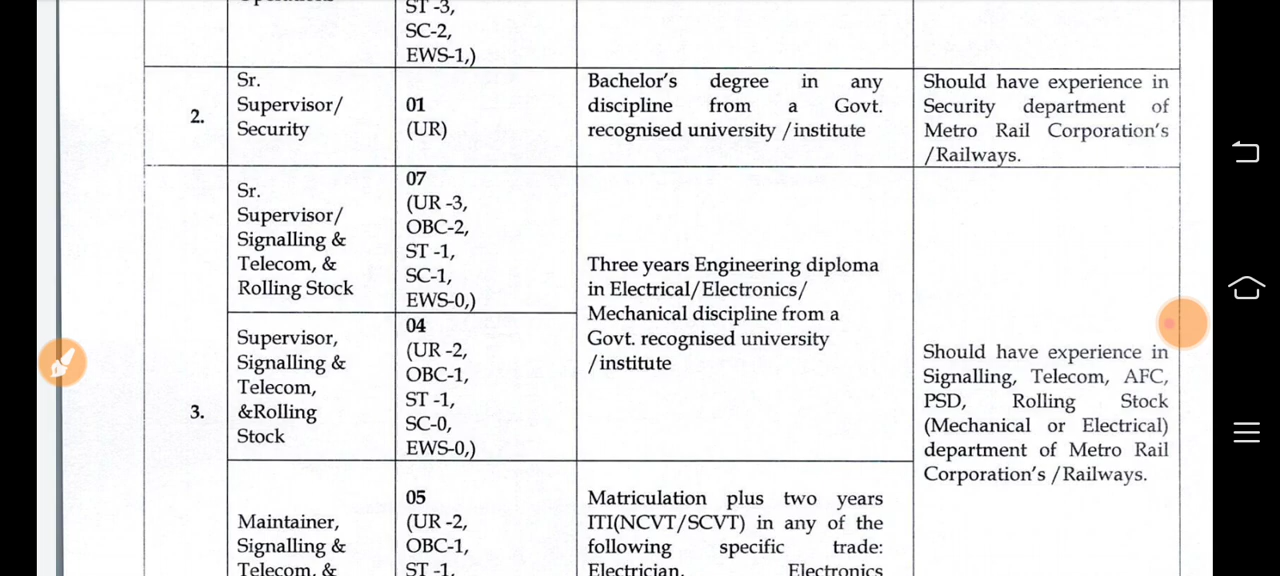 ST -3,
SC-2,
EWS-1,)
2.
Sr.
Supervisor/
Security
01
(UR)
Bachelor's degree in any
discipline from a Govt.
recognised university /institute
Should have experience in
Security department of
Metro Rail Corporation's
/Railways.
3.
Sr.
Supervisor/
Signalling &
Telecom, &
Rolling Stock
07
(UR -3,
OBC-2,
ST -1,
SC-1,
EWS-0,)
Three years Engineering diploma
in Electrical/Electronics/
Mechanical discipline from a
Govt. recognised university
/institute
Should have experience in
Signalling, Telecom, AFC,
PSD, Rolling Stock
(Mechanical or Electrical)
department of Metro Rail
Corporation's /Railways.
Supervisor,
Signalling &
Telecom,
&Rolling
Stock
04
(UR -2,
OBC-1,
ST -1,
SC-0,
EWS-0,)
Maintainer,
Signalling &
Telecom, &
05
(UR -2,
OBC-1,
ST -1,
Matriculation plus two years
ITI(NCVT/SCVT) in any of the
following specific trade:
Electrician, Electronics